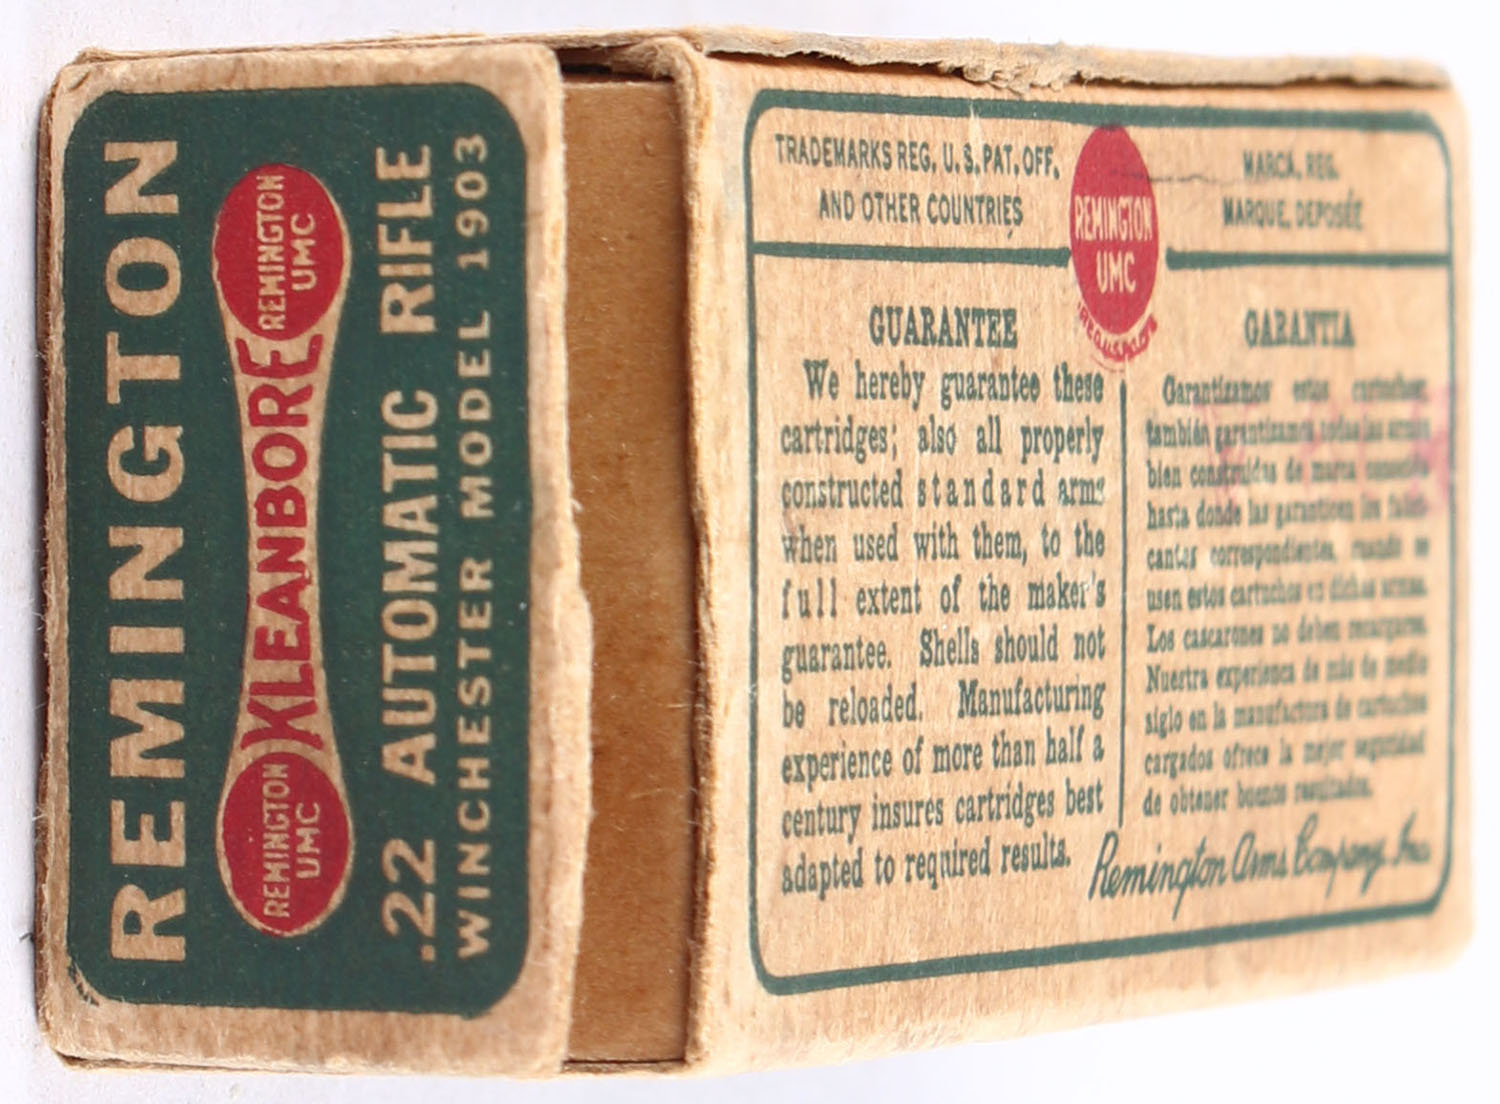 REMINGTON
REMINGTON
UMC
KLEANBORE
REMINGTON
UMC
.22 AUTOMATIC RIFLE
WINCHESTER MODEL 1903
TRADEMARKS REG. U.S. PAT. OFF.
AND OTHER COUNTRIES
REMINGTON
UMC
MARCA. REG.
MARQUE. DEPOSÉE
GUARANTEE
We hereby guarantee these
cartridges; also all properly
constructed standard arms
when used with them, to the
full extent of the maker's
guarantee. Shells should not
be reloaded. Manufacturing
experience of more than half a
century insures cartridges best
adapted to required results.
GARANTIA
Garantizamos estos cartuchos;
también garantizamos todas las armas
bien construidas de marca conocida
hasta donde las garanticen los fabri-
cantes correspondientes, cuando se
usen estos cartuchos en dichas armas.
Los cascarones no deben recargarse.
Nuestra experienca de más de medio
siglo en la manufactura de cartuchos
cargados ofrece la mejor seguridad
de obtener buenos resultados.
Remington Arms Company, Inc.